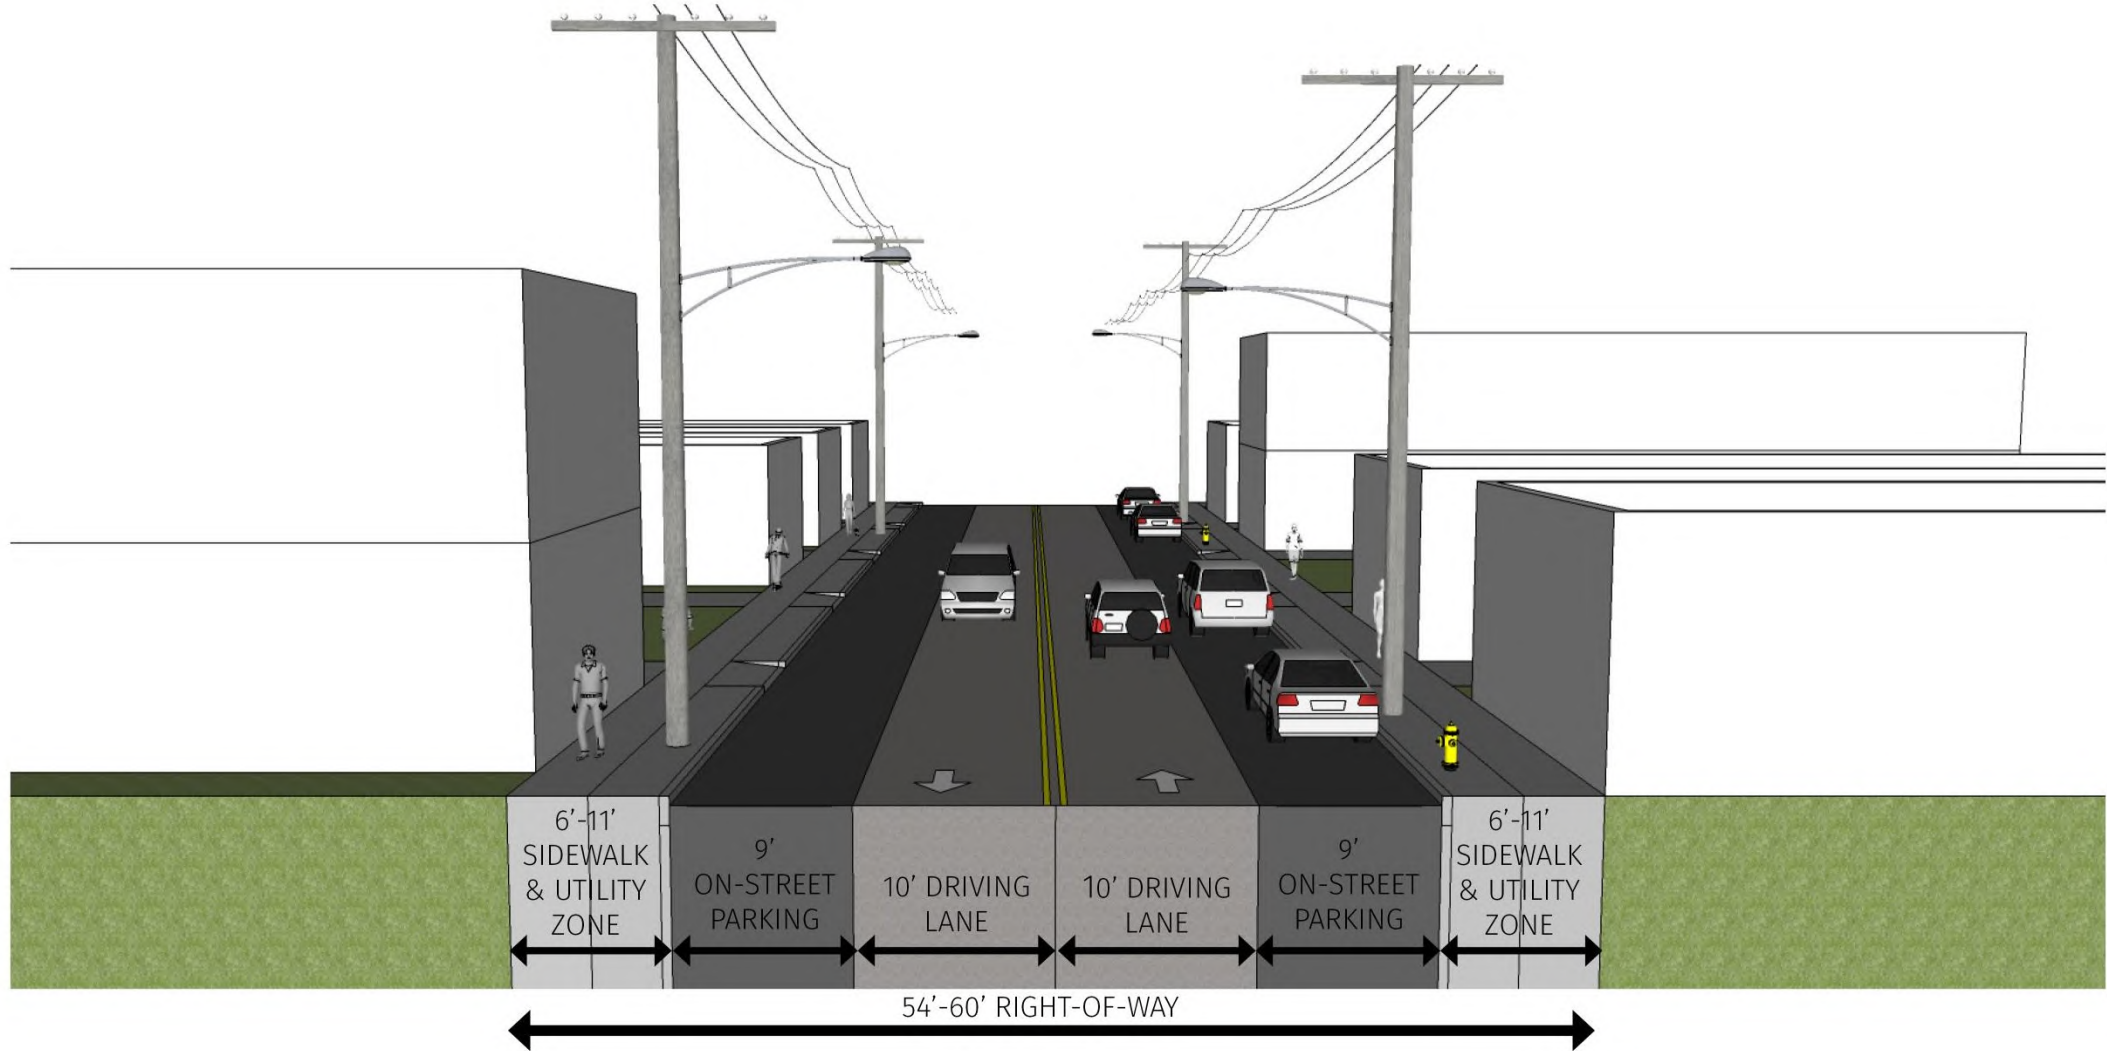 6’-11’
SIDEWALK
& UTILITY
ZONE
9’
ON-STREET
PARKING
10’ DRIVING
LANE
10’ DRIVING
LANE
9’
ON-STREET
PARKING
6’-11’
SIDEWALK
& UTILITY
ZONE
54’-60’ RIGHT-OF-WAY